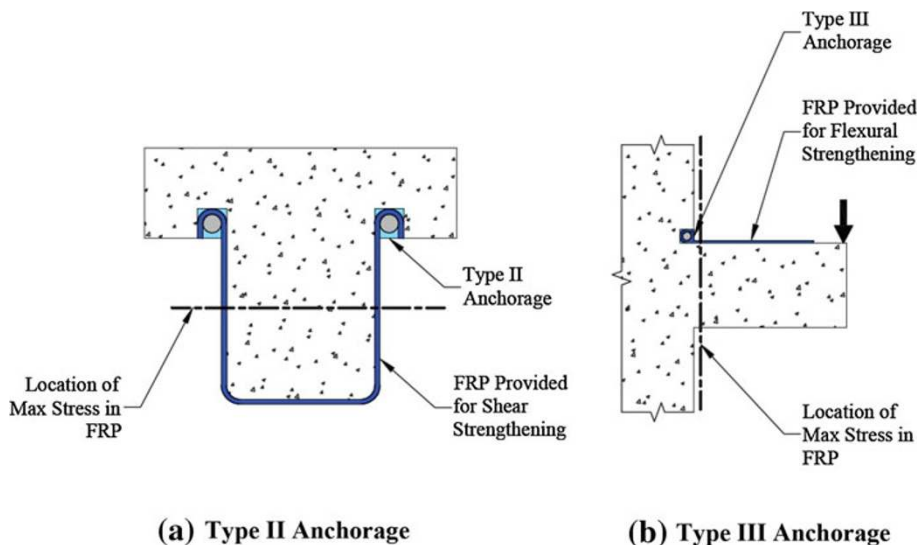 Type II
Anchorage
Location of
Max Stress in
FRP
FRP Provided
for Shear
Strengthening
(a) Type II Anchorage
Type III
Anchorage
FRP Provided
for Flexural
Strengthening
Location of
Max Stress in
FRP
(b) Type III Anchorage